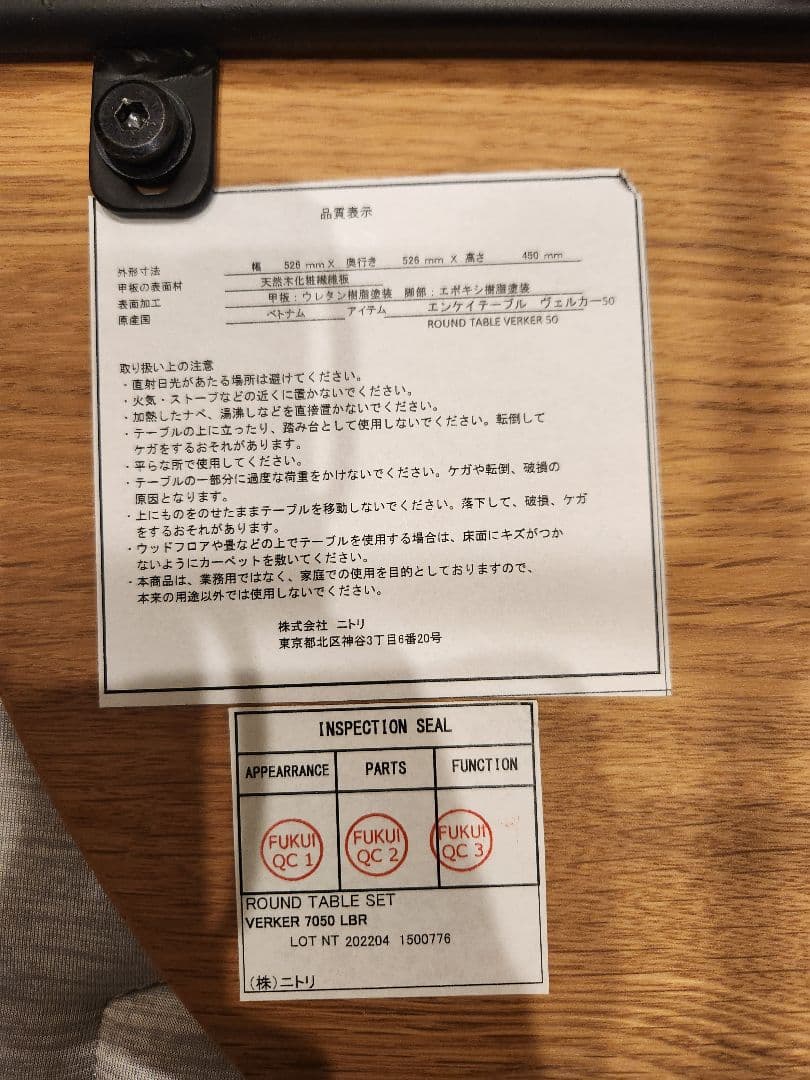 品質表示
外形寸法 幅 526 mm X 奥行き 526 mm X 高さ 450 mm
甲板の表面材 天然木化粧繊維板
表面加工 甲板：ウレタン樹脂塗装 脚部：エポキシ樹脂塗装
原産国 ベトナム アイテム エンケイテーブル ヴェルカー50
ROUND TABLE VERKER 50
取り扱い上の注意
・直射日光があたる場所は避けてください。
・火気・ストーブなどの近くに置かないでください。
・加熱したナベ、湯沸しなどを直接置かないでください。
・テーブルの上に立ったり、踏み台として使用しないでください。転倒して
ケガをするおそれがあります。
・平らな所で使用してください。
・テーブルの一部分に過度な荷重をかけないでください。ケガや転倒、破損の
原因となります。
・上にものをのせたままテーブルを移動しないでください。落下して、破損、ケガ
をするおそれがあります。
・ウッドフロアや畳などの上でテーブルを使用する場合は、床面にキズがつか
ないようにカーペットを敷いてください。
・本商品は、業務用ではなく、家庭での使用を目的としておりますので、
本来の用途以外では使用しないでください。
株式会社 ニトリ
東京都北区神谷3丁目6番20号
INSPECTION SEAL
APPEARRANCE PARTS FUNCTION
FUKUI FUKUI FUKUI
QC 1 QC 2 QC 3
ROUND TABLE SET
VERKER 7050 LBR
LOT NT 202204 1500776
(株)ニトリ